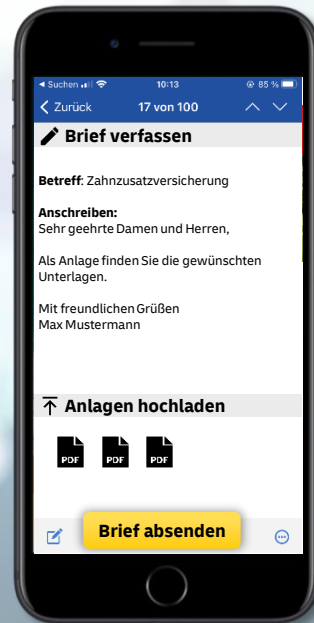 Suchen 10:13 85 %
Zurück 17 von 100
Brief verfassen
Betreff: Zahnzusatzversicherung
Anschreiben:
Sehr geehrte Damen und Herren,
Als Anlage finden Sie die gewünschten
Unterlagen.
Mit freundlichen Grüßen
Max Mustermann
Anlagen hochladen
PDF PDF PDF
Brief absenden